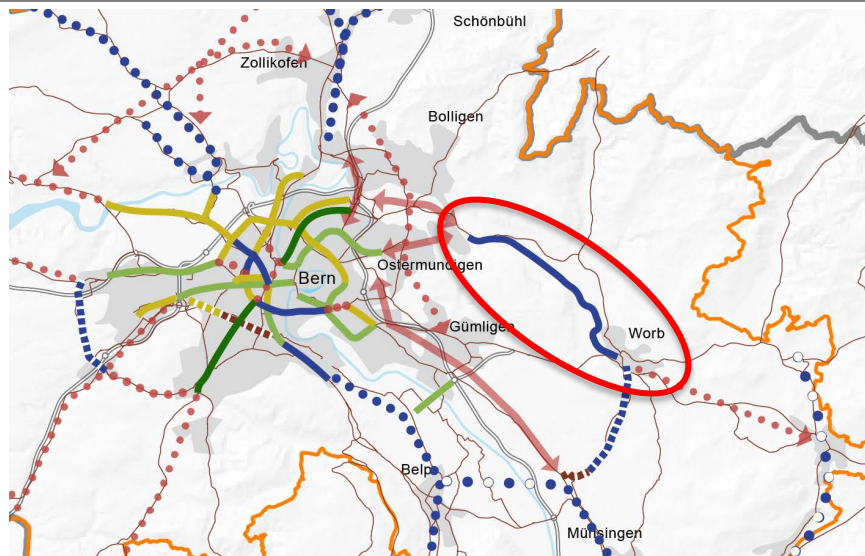 Schönbühl
Zollikofen
Bolligen
Ostermundigen
Bern
Gümligen
Worb
Belp
Münsingen